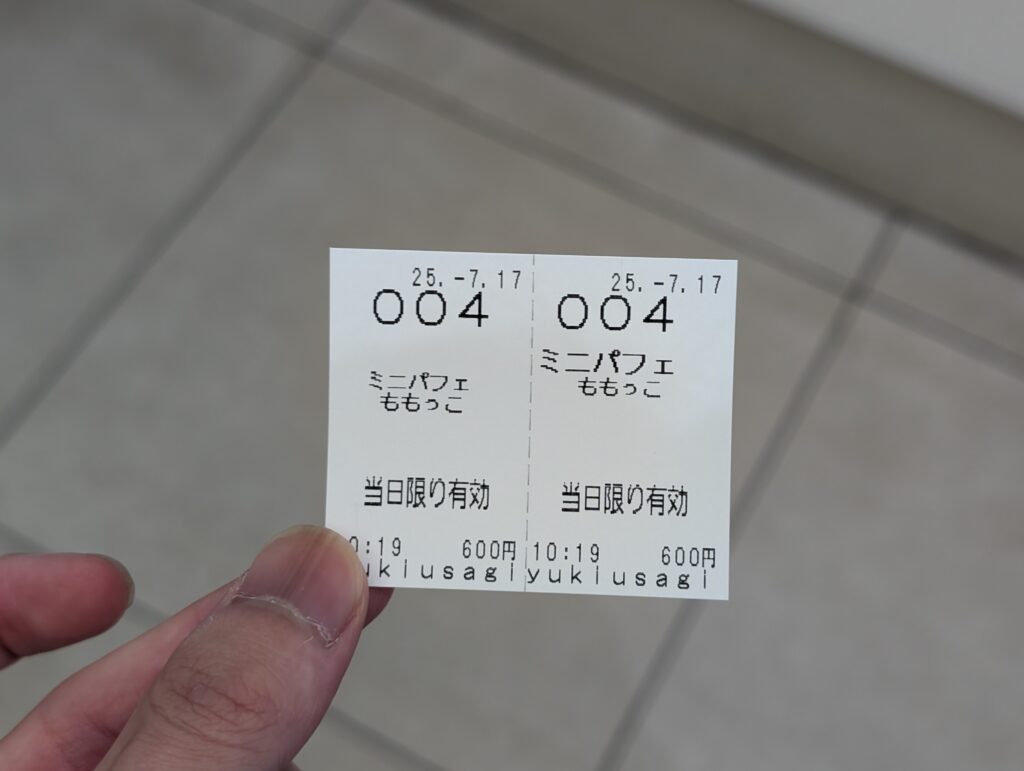 25.-7.17
004
ミニパフェ
ももっこ
当日限り有効
0:19 600円
ukiusagi
25.-7.17
004
ミニパフェ
ももっこ
当日限り有効
10:19 600円
yukiusagi